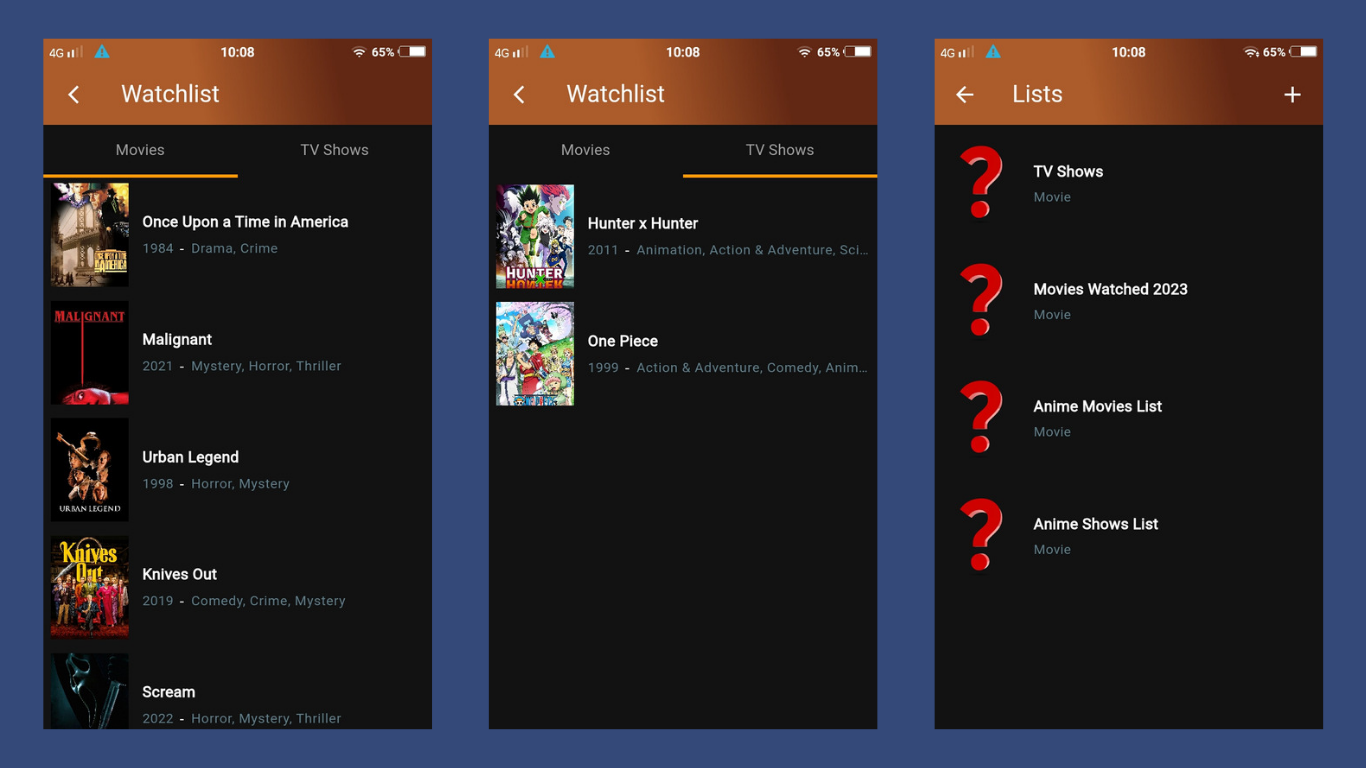 4G 10:08 65%
Watchlist
Movies TV Shows
Once Upon a Time in America
1984 - Drama, Crime
MALIGNANT
Malignant
2021 - Mystery, Horror, Thriller
Urban Legend
1998 - Horror, Mystery
URBAN LEGEND
Knives Out
Knives Out
2019 - Comedy, Crime, Mystery
Scream
2022 - Horror, Mystery, Thriller
4G 10:08 65%
Watchlist
Movies TV Shows
Hunter x Hunter
2011 - Animation, Action & Adventure, Sci...
HUNTER
HUNTER
One Piece
1999 - Action & Adventure, Comedy, Anim...
4G 10:08 65%
Lists +
TV Shows
Movie
Movies Watched 2023
Movie
Anime Movies List
Movie
Anime Shows List
Movie